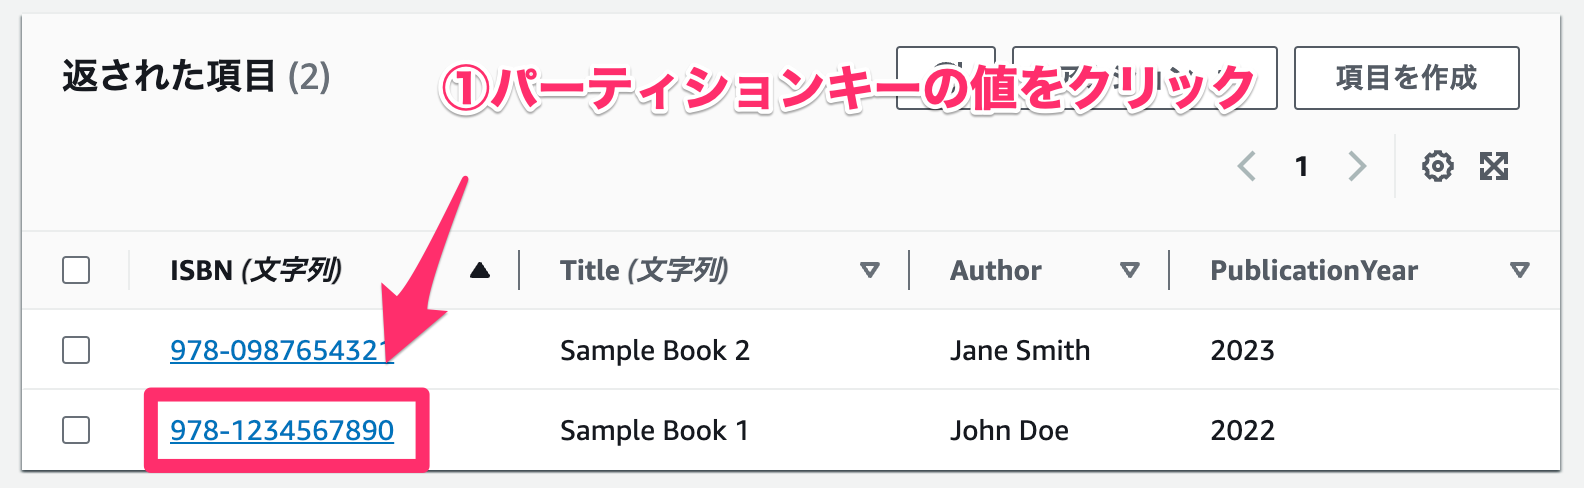 返された項目 (2)
①パーティションキーの値をクリック
項目を作成
1
ISBN (文字列) Title (文字列) Author PublicationYear
978-0987654321 Sample Book 2 Jane Smith 2023
978-1234567890 Sample Book 1 John Doe 2022